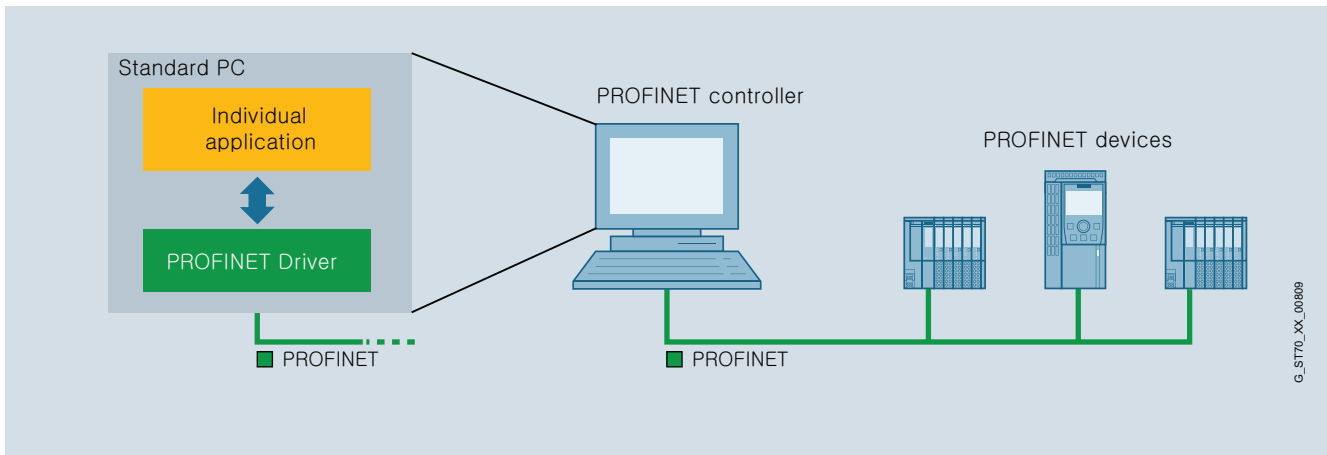 Standard PC
Individual
application
PROFINET Driver
PROFINET
PROFINET controller
PROFINET
PROFINET devices
G_ST70_XX_00809